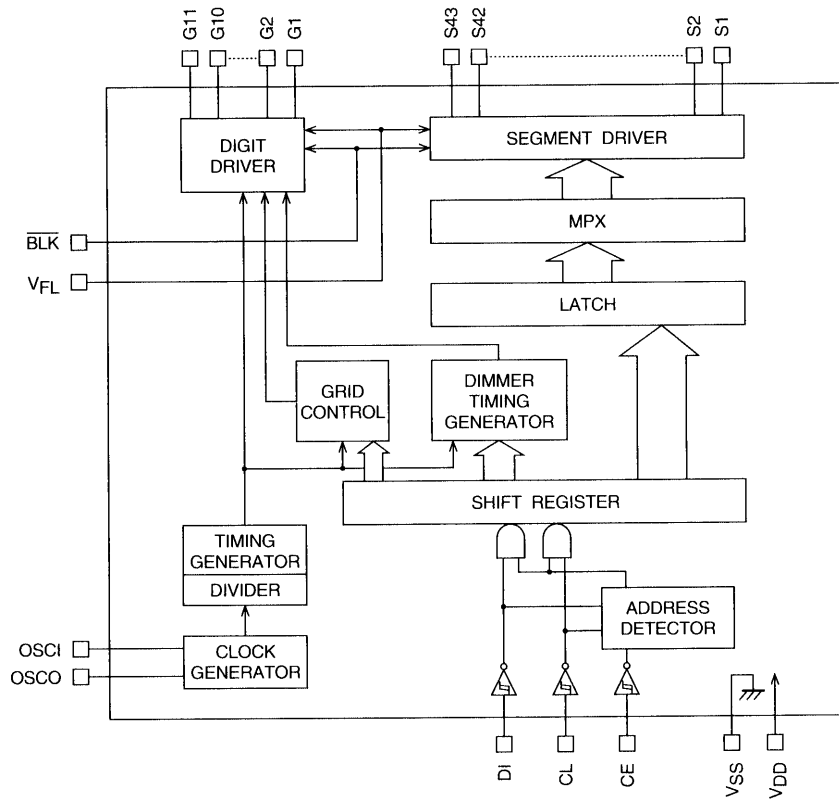 G11
G10
G2
G1
S43
S42
S2
S1
DIGIT
DRIVER
SEGMENT DRIVER
MPX
BLK
VFL
LATCH
GRID
CONTROL
DIMMER
TIMING
GENERATOR
SHIFT REGISTER
TIMING
GENERATOR
DIVIDER
ADDRESS
DETECTOR
OSCI
OSCO
CLOCK
GENERATOR
DI
CL
CE
VSS
VDD